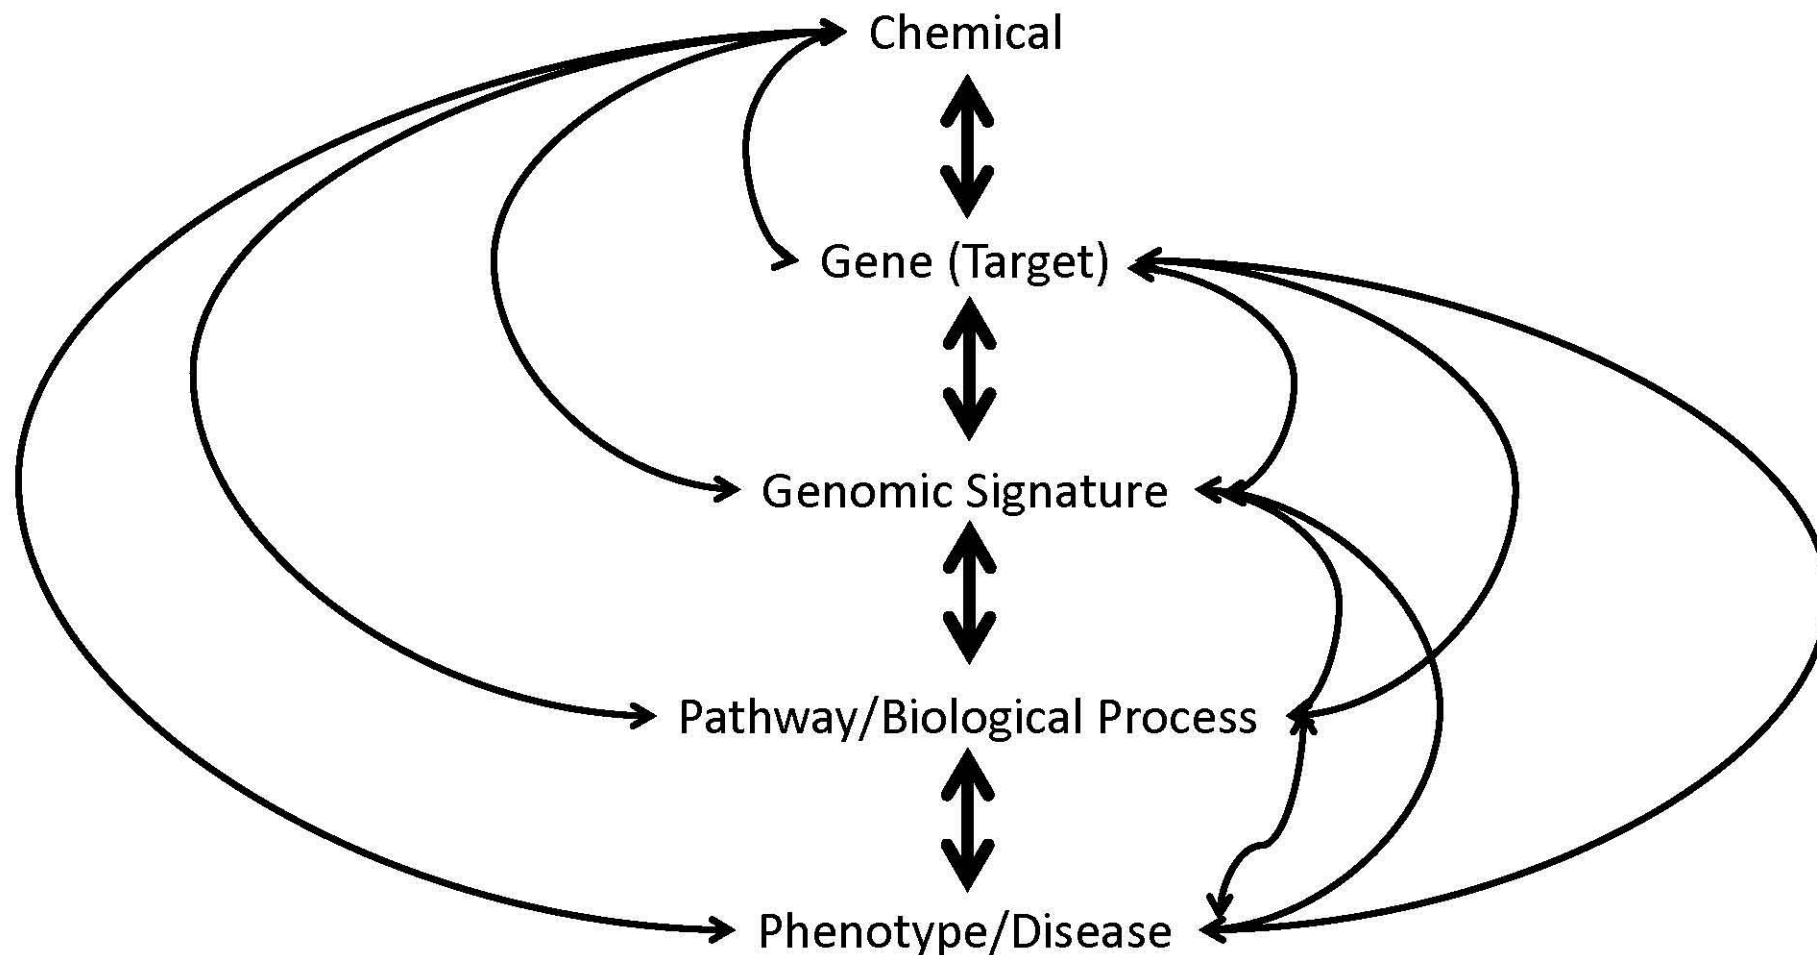 Chemical
Gene (Target)
Genomic Signature
Pathway/Biological Process
Phenotype/Disease